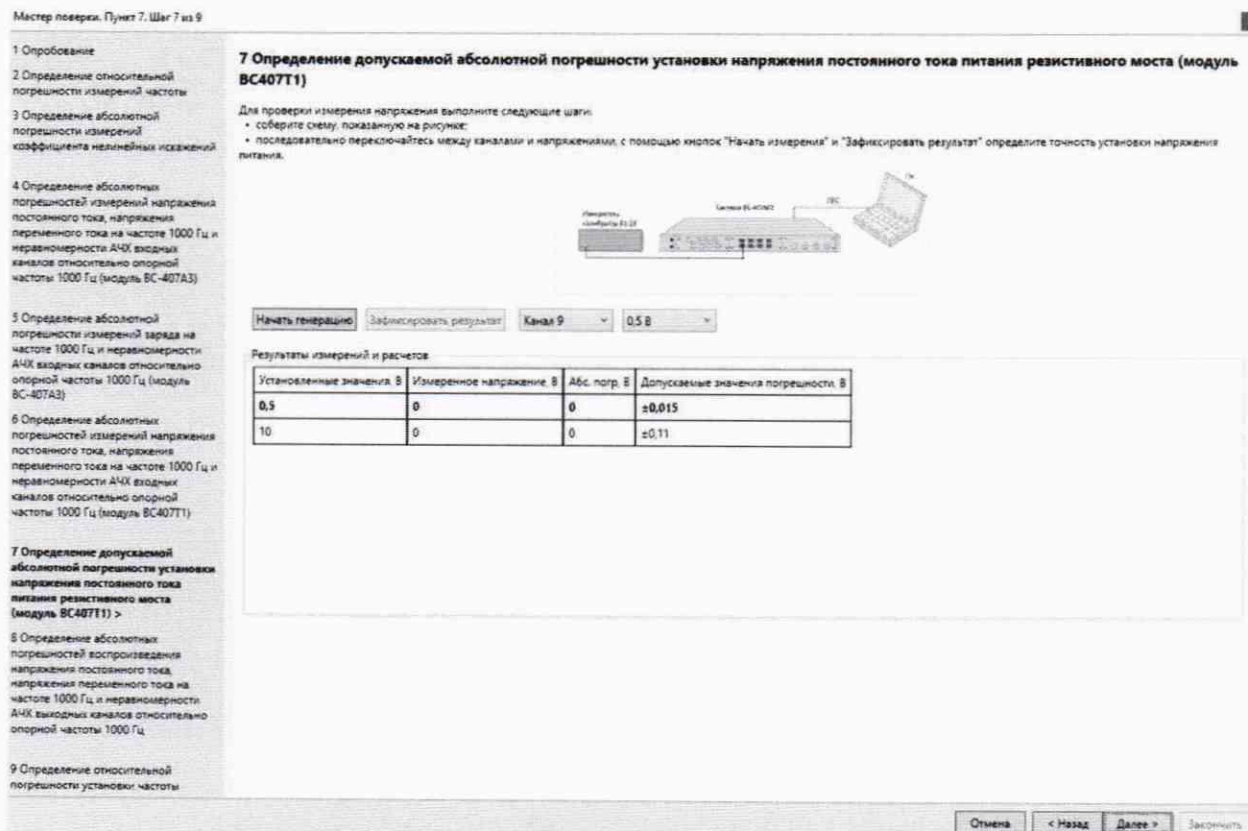 Мастер поверки. Пункт 7. Шаг 7 из 9
1 Опробование
2 Определение относительной
погрешности измерений частоты
3 Определение абсолютной
погрешности измерений
коэффициента нелинейных искажений
4 Определение абсолютных
погрешностей измерений напряжения
постоянного тока, напряжения
переменного тока на частоте 1000 Гц и
неравномерности АЧХ входных
каналов относительно опорной
частоты 1000 Гц (модуль ВС-407А3)
5 Определение абсолютной
погрешности измерений заряда на
частоте 1000 Гц и неравномерности
АЧХ входных каналов относительно
опорной частоты 1000 Гц (модуль
ВС-407А3)
6 Определение абсолютных
погрешностей измерений напряжения
постоянного тока, напряжения
переменного тока на частоте 1000 Гц и
неравномерности АЧХ входных
каналов относительно опорной
частоты 1000 Гц (модуль ВС407Т1)
7 Определение допускаемой
абсолютной погрешности установки
напряжения постоянного тока
питания резистивного моста
(модуль ВС407Т1) >
8 Определение абсолютных
погрешностей воспроизведения
напряжения постоянного тока,
напряжения переменного тока на
частоте 1000 Гц и неравномерности
АЧХ выходных каналов относительно
опорной частоты 1000 Гц
9 Определение относительной
погрешности установки частоты
7 Определение допускаемой абсолютной погрешности установки напряжения постоянного тока питания резистивного моста (модуль
ВС407Т1)
Для проверки измерения напряжения выполните следующие шаги:
• соберите схему, показанную на рисунке;
• последовательно переключайтесь между каналами и напряжениями, с помощью кнопок "Начать измерения" и "Зафиксировать результат" определите точность установки напряжения
питания.
ПК
Начать генерацию Зафиксировать результат Канал 9 0,5 В
Результаты измерений и расчетов
Установленные значения, В Измеренное напряжение, В Абс. погр, В Допускаемые значения погрешности, В
0,5 0 0 ±0,015
10 0 0 ±0,11
Отмена < Назад Далее > Закончить